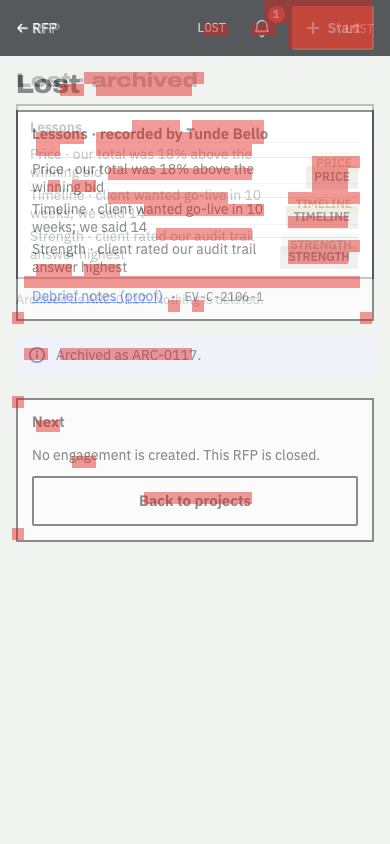 RFP
LOST
1
+ Start
Lost
Lost · archived
Lessons
Lessons · recorded by Tunde Bello
Price · our total was 18% above the
winning bid
PRICE
Timeline · client wanted go-live in 10
weeks; we said 14
TIMELINE
Strength · client rated our audit trail
answer highest
STRENGTH
Debrief notes (proof) · EV-C-2106-1
Archived as ARC-0117.
Next
No engagement is created. This RFP is closed.
Back to projects